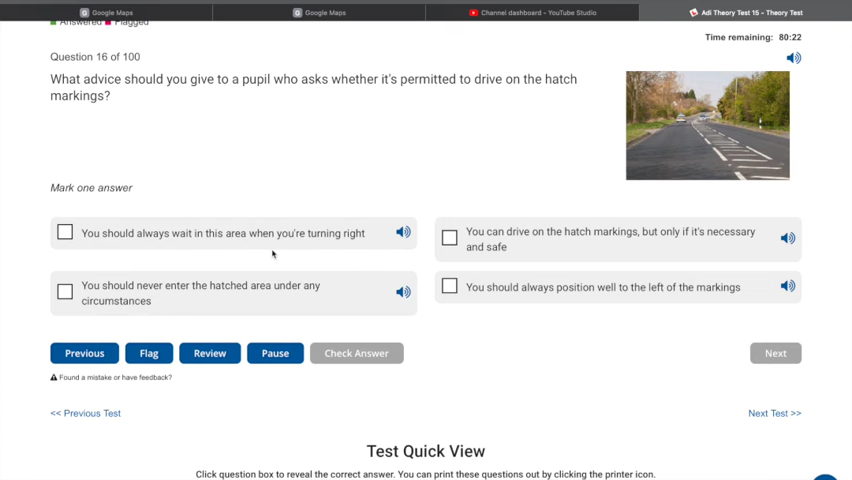 Google Maps
Google Maps
Channel dashboard - YouTube Studio
Adi Theory Test 15 - Theory Test
Answered Flagged
Time remaining: 80:22
Question 16 of 100
What advice should you give to a pupil who asks whether it's permitted to drive on the hatch
markings?
Mark one answer
You should always wait in this area when you're turning right
You can drive on the hatch markings, but only if it's necessary
and safe
You should never enter the hatched area under any
circumstances
You should always position well to the left of the markings
Previous
Flag
Review
Pause
Check Answer
Next
Found a mistake or have feedback?
<< Previous Test
Next Test >>
Test Quick View
Click question box to reveal the correct answer. You can print these questions out by clicking the printer icon.